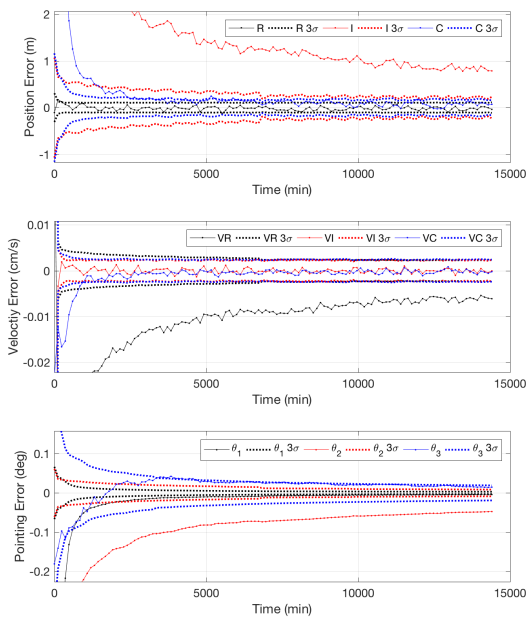 R R 3σ I I 3σ C C 3σ
1
0
-1
Position Error (m)
0 5000 10000 15000
Time (min)
VR VR 3σ VI VI 3σ VC VC 3σ
0.01
0
-0.01
-0.02
Veloctiy Error (cm/s)
0 5000 10000 15000
Time (min)
θ1 θ1 3σ θ2 θ2 3σ θ3 θ3 3σ
0.1
0
-0.1
-0.2
Pointing Error (deg)
0 5000 10000 15000
Time (min)